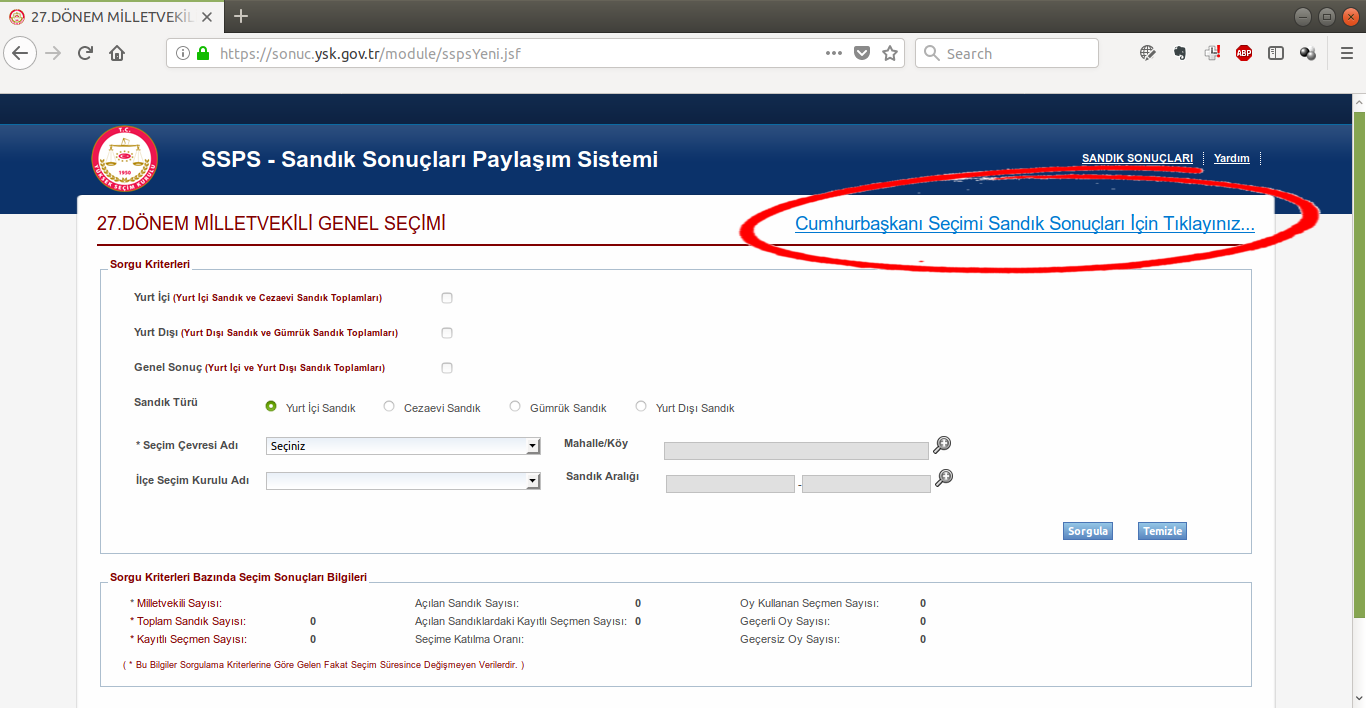 27.DÖNEM MİLLETVEKİL
https://sonuc.ysk.gov.tr/module/sspsYeni.jsf
Search
ABP
T.C.
YÜKSEK SEÇİM KURULU
1950
SSPS - Sandık Sonuçları Paylaşım Sistemi
SANDIK SONUÇLARI
Yardım
27.DÖNEM MİLLETVEKİLİ GENEL SEÇİMİ
Cumhurbaşkanı Seçimi Sandık Sonuçları İçin Tıklayınız...
Sorgu Kriterleri
Yurt İçi (Yurt İçi Sandık ve Cezaevi Sandık Toplamları)
Yurt Dışı (Yurt Dışı Sandık ve Gümrük Sandık Toplamları)
Genel Sonuç (Yurt İçi ve Yurt Dışı Sandık Toplamları)
Sandık Türü Yurt İçi Sandık Cezaevi Sandık Gümrük Sandık Yurt Dışı Sandık
* Seçim Çevresi Adı Seçiniz Mahalle/Köy
İlçe Seçim Kurulu Adı Sandık Aralığı -
Sorgula Temizle
Sorgu Kriterleri Bazında Seçim Sonuçları Bilgileri
* Milletvekili Sayısı: Açılan Sandık Sayısı: 0 Oy Kullanan Seçmen Sayısı: 0
* Toplam Sandık Sayısı: 0 Açılan Sandıklardaki Kayıtlı Seçmen Sayısı: 0 Geçerli Oy Sayısı: 0
* Kayıtlı Seçmen Sayısı: 0 Seçime Katılma Oranı: Geçersiz Oy Sayısı: 0
( * Bu Bilgiler Sorgulama Kriterlerine Göre Gelen Fakat Seçim Süresince Değişmeyen Verilerdir. )